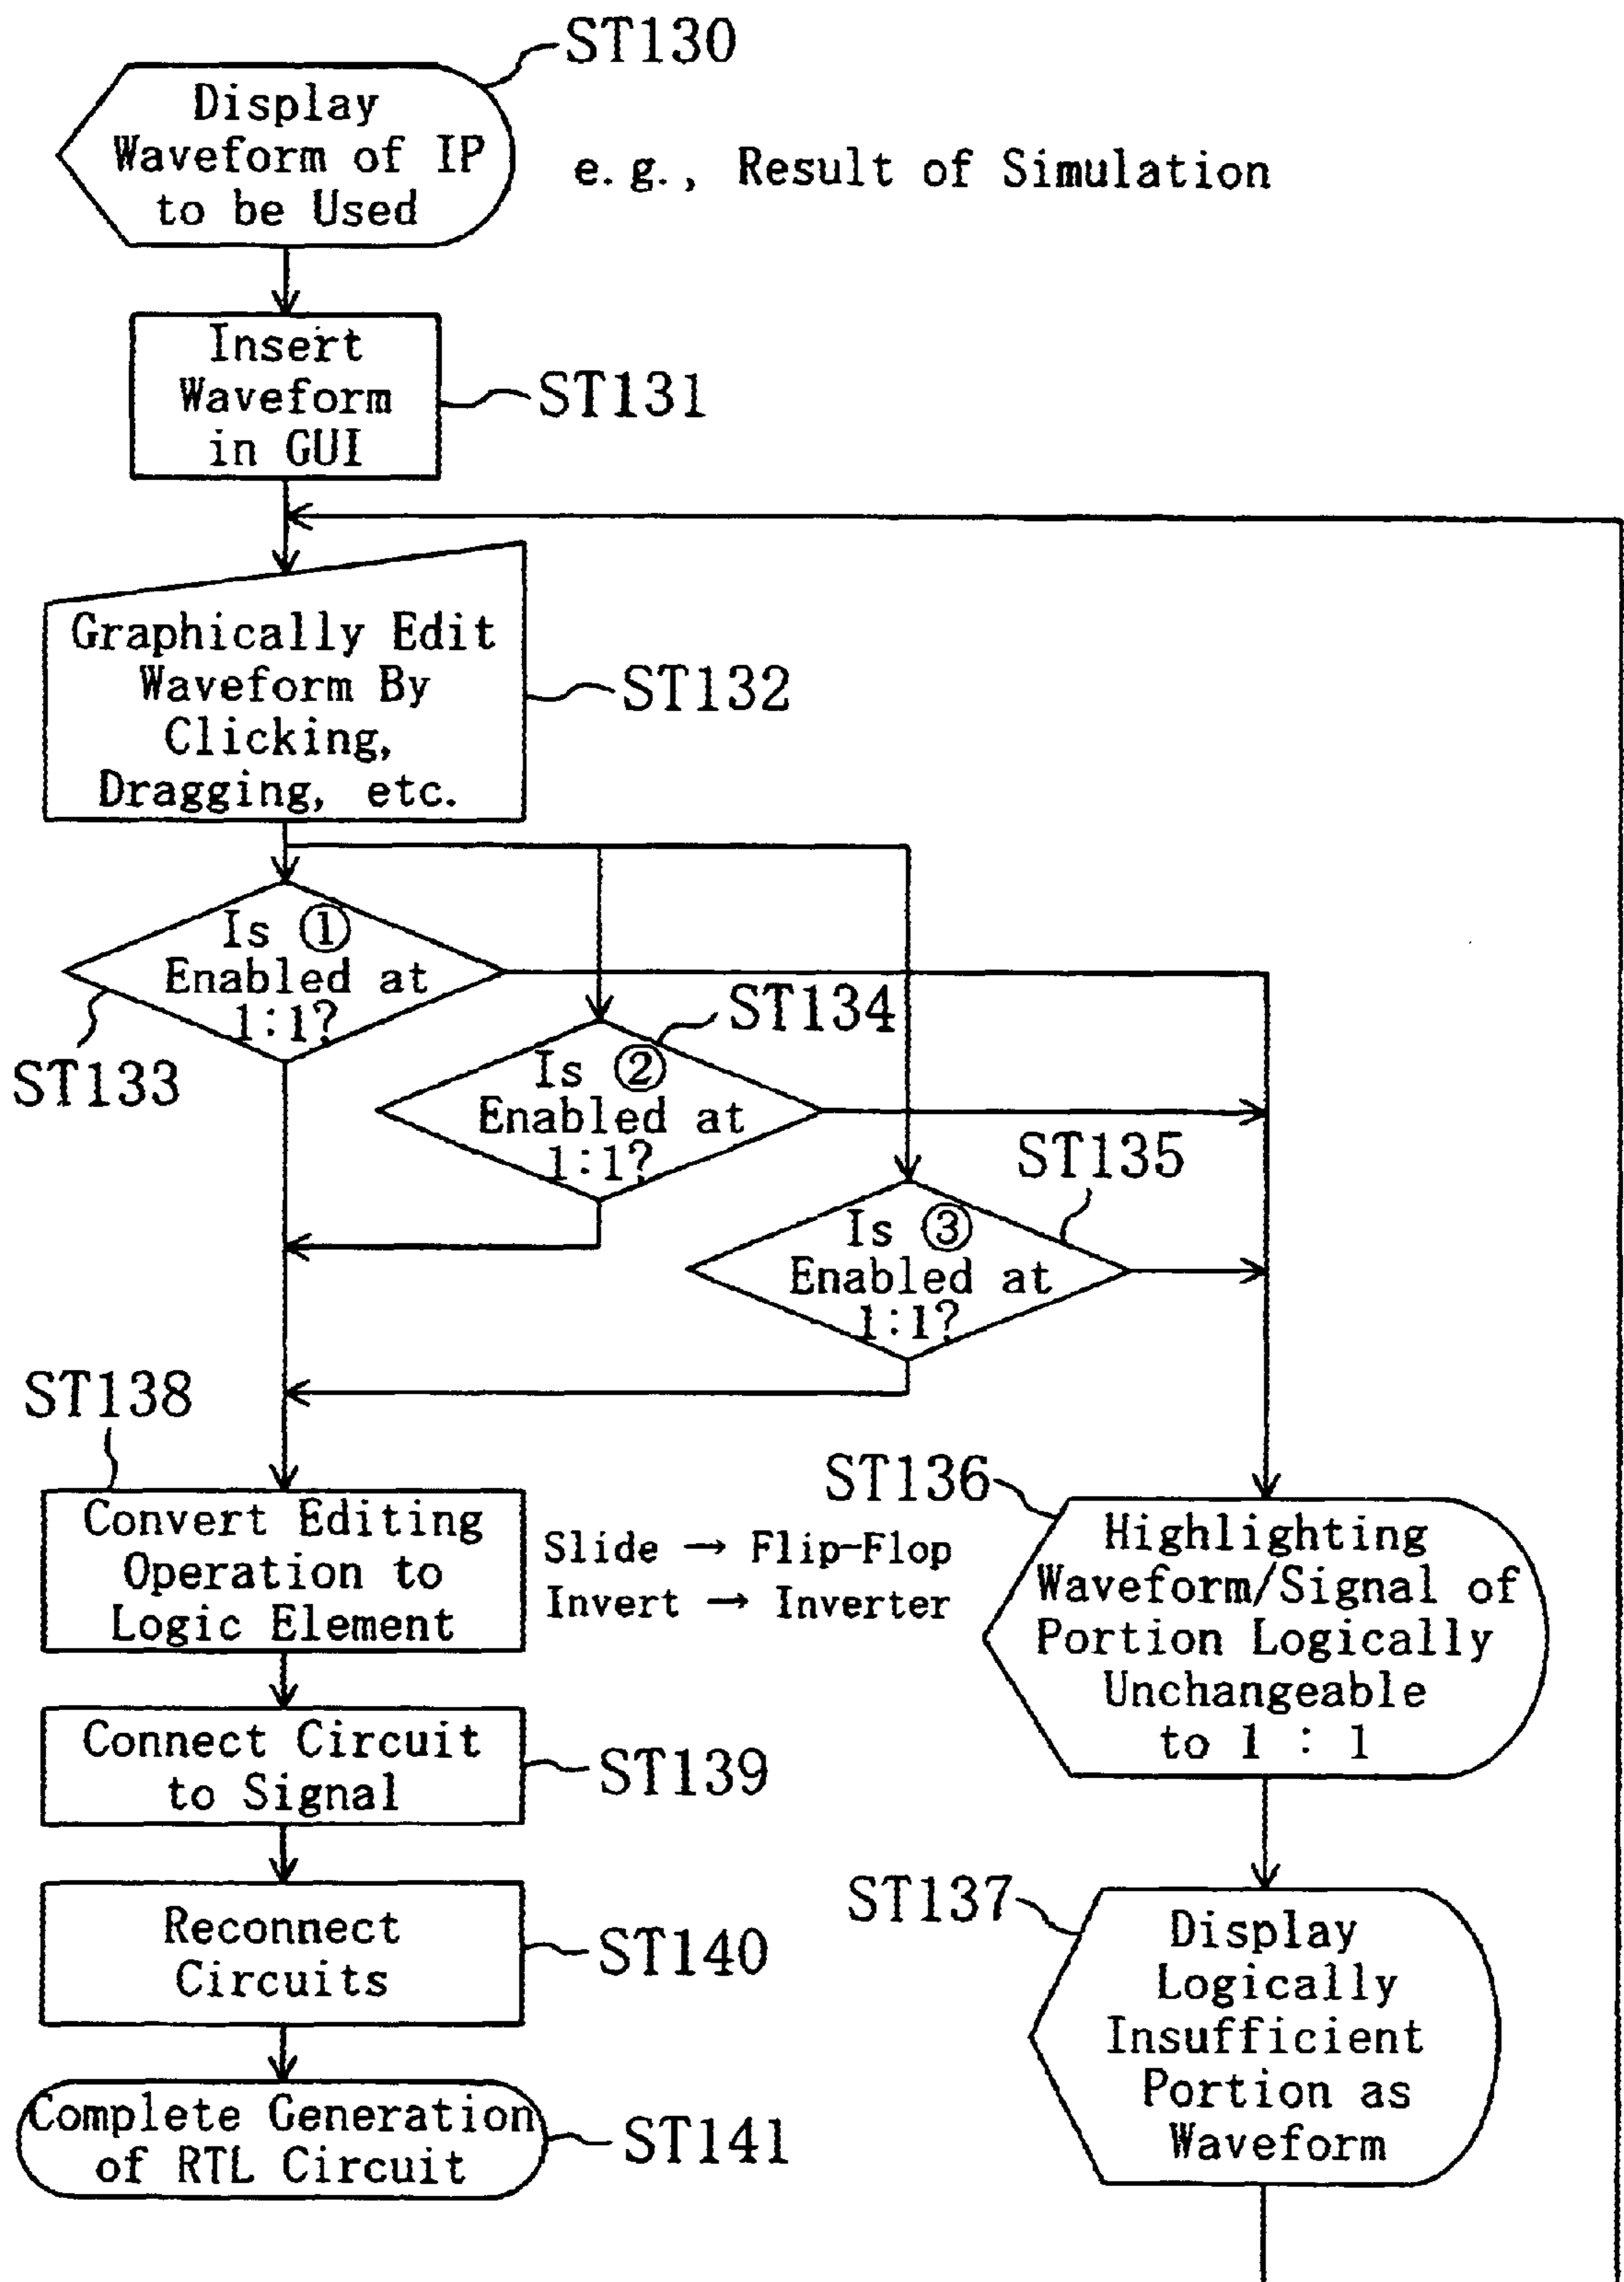 ST130
Display
Waveform of IP
to be Used
e.g., Result of Simulation
Insert
Waveform
in GUI
ST131
Graphically Edit
Waveform By
Clicking,
Dragging, etc.
ST132
Is ①
Enabled at
1:1?
ST133
ST134
Is ②
Enabled at
1:1?
ST135
Is ③
Enabled at
1:1?
ST138
Convert Editing
Operation to
Logic Element
Slide → Flip-Flop
Invert → Inverter
ST136
Highlighting
Waveform/Signal of
Portion Logically
Unchangeable
to 1 : 1
Connect Circuit
to Signal
ST139
Reconnect
Circuits
ST140
ST137
Display
Logically
Insufficient
Portion as
Waveform
Complete Generation
of RTL Circuit
ST141